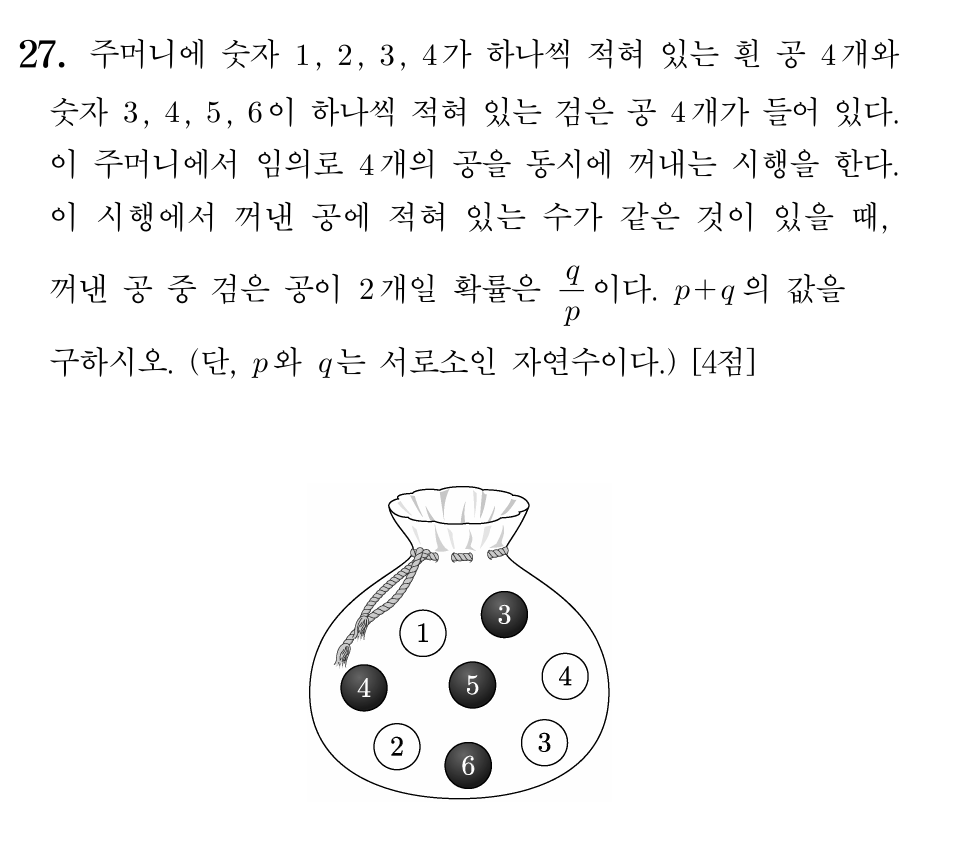 27. 주머니에 숫자 1, 2, 3, 4가 하나씩 적혀 있는 흰 공 4개와
숫자 3, 4, 5, 6이 하나씩 적혀 있는 검은 공 4개가 들어 있다.
이 주머니에서 임의로 4개의 공을 동시에 꺼내는 시행을 한다.
이 시행에서 꺼낸 공에 적혀 있는 수가 같은 것이 있을 때,
꺼낸 공 중 검은 공이 2개일 확률은 q/p 이다. p+q의 값을
구하시오. (단, p와 q는 서로소인 자연수이다.) [4점]
3
1
4
5
4
2
3
6